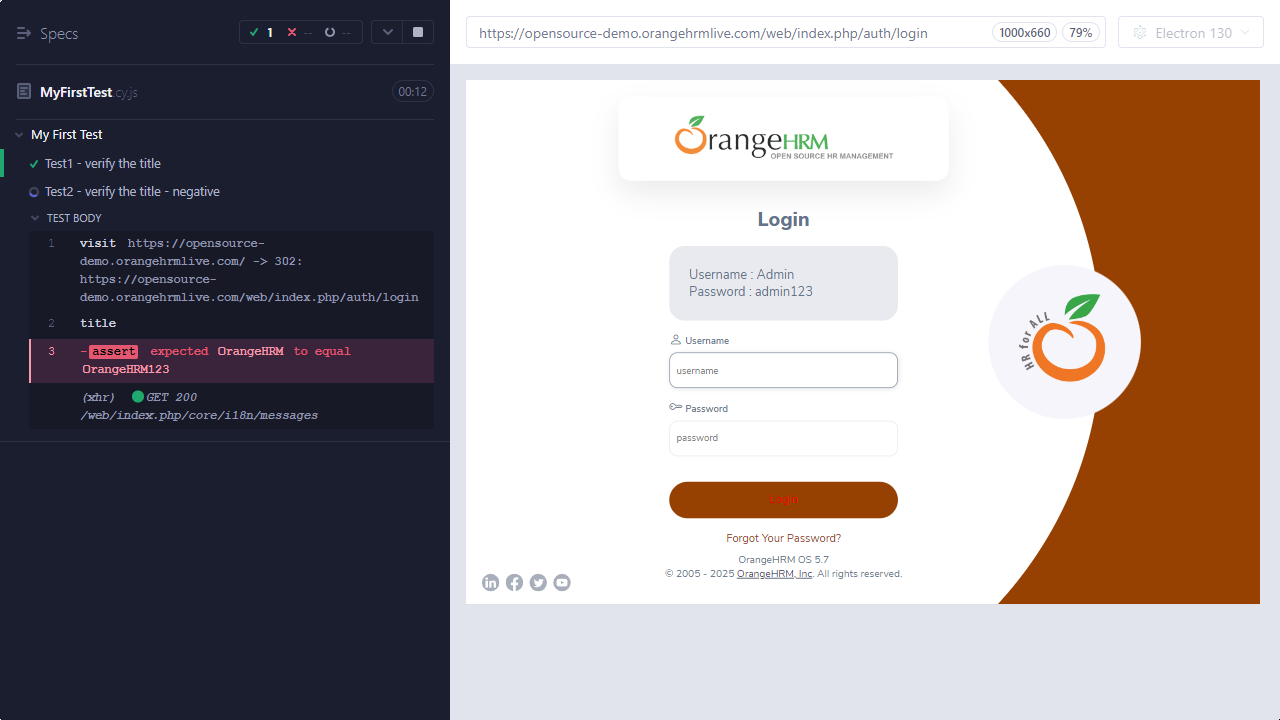 Specs
1 -- --
MyFirstTest.cy.js 00:12
My First Test
Test1 - verify the title
Test2 - verify the title - negative
TEST BODY
1 visit https://opensource-
demo.orangehrmlive.com/ -> 302:
https://opensource-
demo.orangehrmlive.com/web/index.php/auth/login
2 title
3 -assert expected OrangeHRM to equal
OrangeHRM123
(xhr) GET 200
/web/index.php/core/i18n/messages
https://opensource-demo.orangehrmlive.com/web/index.php/auth/login 1000x660 79% Electron 130
OrangeHRM
OPEN SOURCE HR MANAGEMENT
Login
Username : Admin
Password : admin123
Username
username
Password
password
Login
Forgot Your Password?
OrangeHRM OS 5.7
© 2005 - 2025 OrangeHRM, Inc. All rights reserved.
HR for ALL